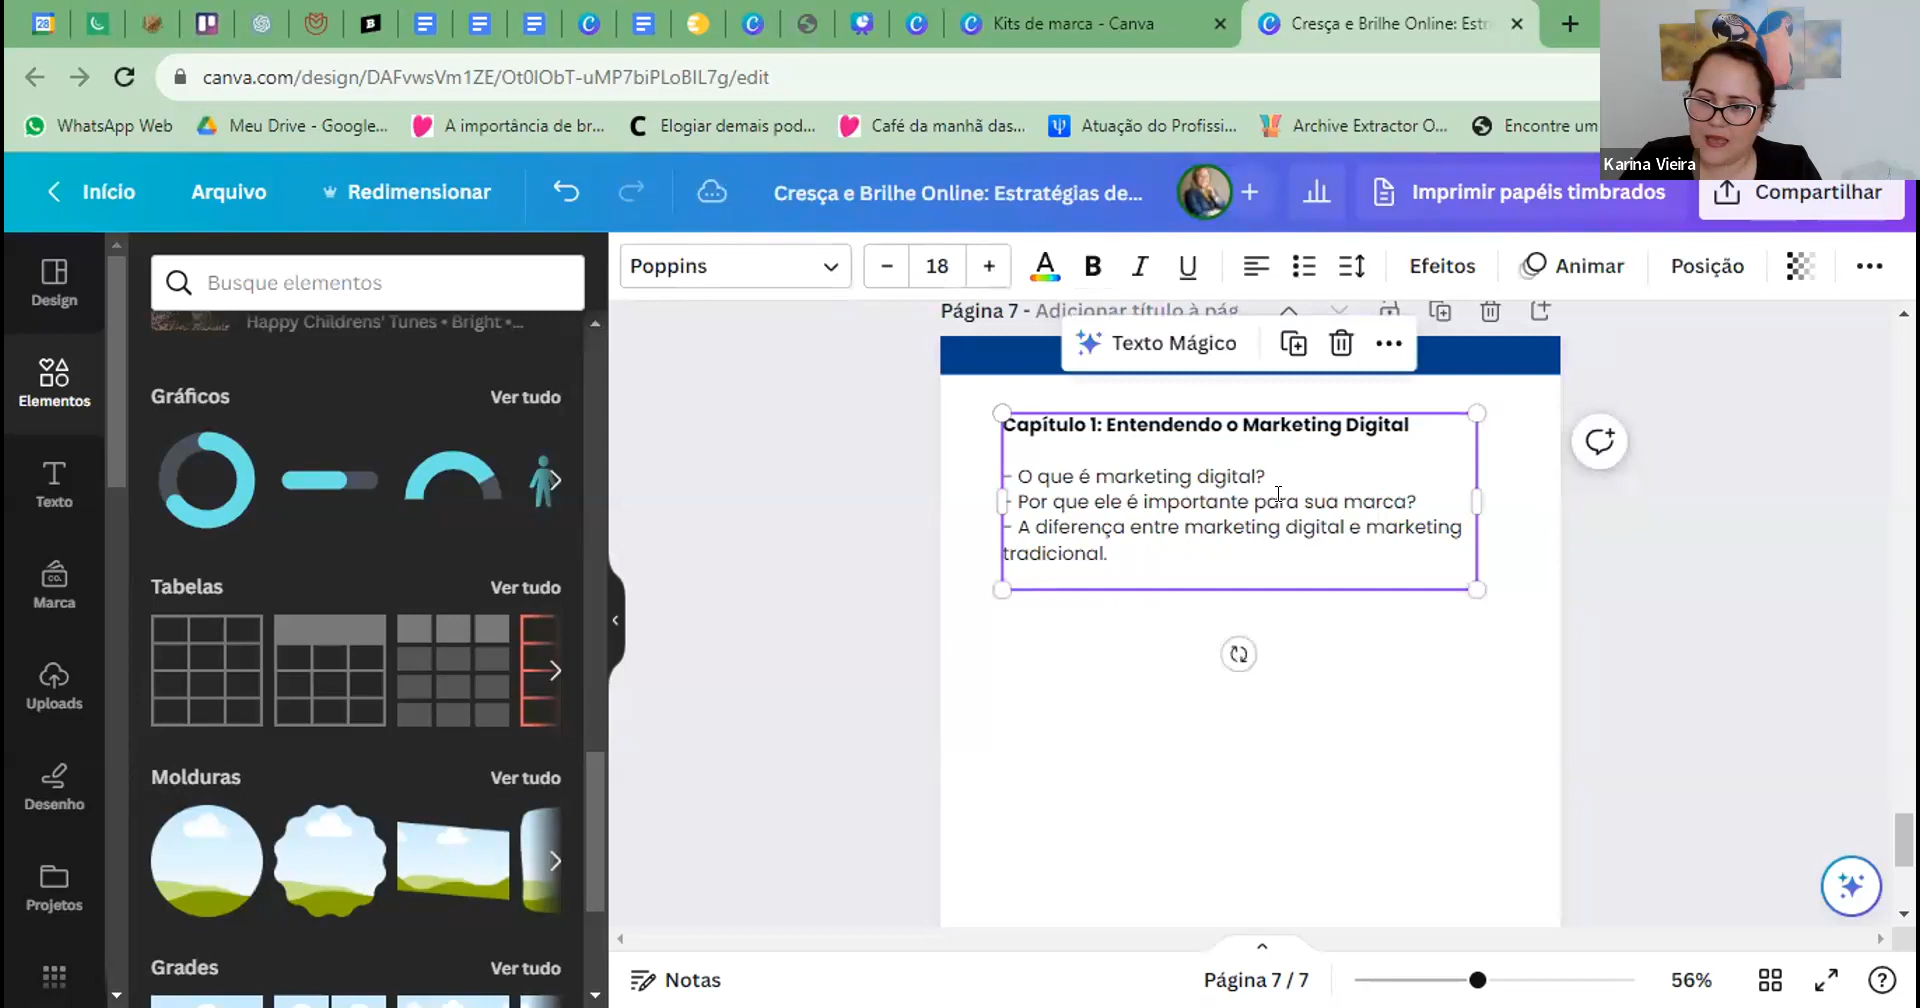 28
Kits de marca - Canva
Cresça e Brilhe Online: Estr
canva.com/design/DAFvwsVm1ZE/Ot0lObT-uMP7biPLoBlL7g/edit
WhatsApp Web
Meu Drive - Google...
A importância de br...
Elogiar demais pod...
Café da manhã das...
Atuação do Profissi...
Archive Extractor O...
Encontre um
Karina Vieira
Início
Arquivo
Redimensionar
Cresça e Brilhe Online: Estratégias de...
Imprimir papéis timbrados
Compartilhar
Design
Elementos
Texto
Marca
Uploads
Desenho
Projetos
Busque elementos
Happy Childrens' Tunes • Bright •...
Gráficos
Ver tudo
Tabelas
Ver tudo
Molduras
Ver tudo
Grades
Ver tudo
Poppins
18
B
I
U
Efeitos
Animar
Posição
Página 7 - Adicionar título à pág...
Texto Mágico
Capítulo 1: Entendendo o Marketing Digital
- O que é marketing digital?
- Por que ele é importante para sua marca?
- A diferença entre marketing digital e marketing
tradicional.
Notas
Página 7 / 7
56%